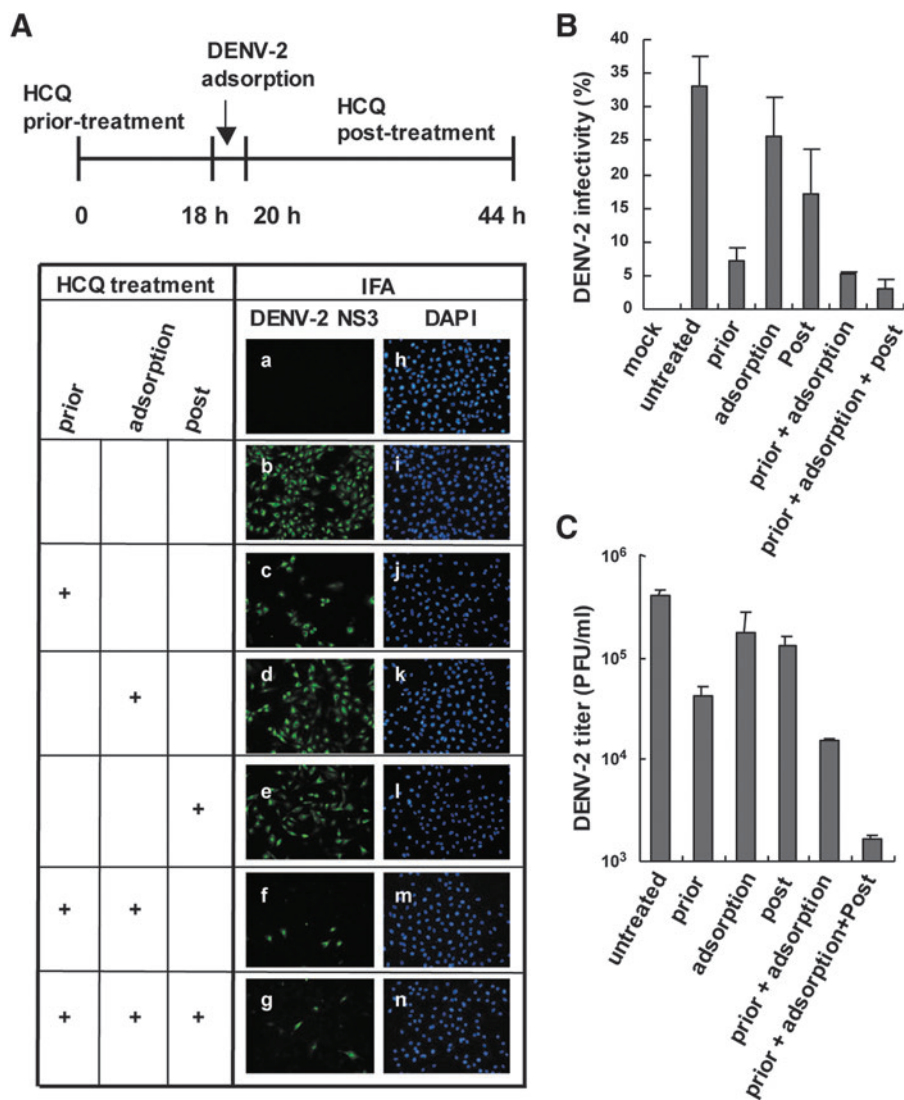 A
DENV-2
adsorption
HCQ
prior-treatment
HCQ
post-treatment
0
18 h
20 h
44 h
HCQ treatment
IFA
prior
adsorption
post
DENV-2 NS3
DAPI
a
h
b
i
+
c
j
+
d
k
+
e
l
+
+
f
m
+
+
+
g
n
B
DENV-2 infectivity (%)
40
35
30
25
20
15
10
5
0
mock
untreated
prior
adsorption
Post
prior + adsorption
prior + adsorption + post
C
DENV-2 titer (PFU/ml)
10⁶
10⁵
10⁴
10³
untreated
prior
adsorption
post
prior + adsorption
prior + adsorption+Post